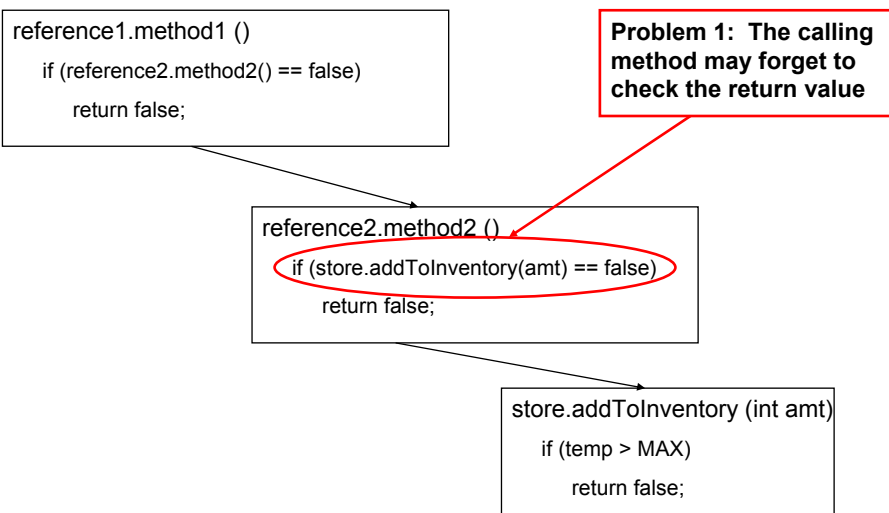 reference1.method1 ()
if (reference2.method2() == false)
return false;
Problem 1:  The calling
method may forget to
check the return value
reference2.method2 ()
if (store.addToInventory(amt) == false)
return false;
store.addToInventory (int amt)
if (temp > MAX)
return false;